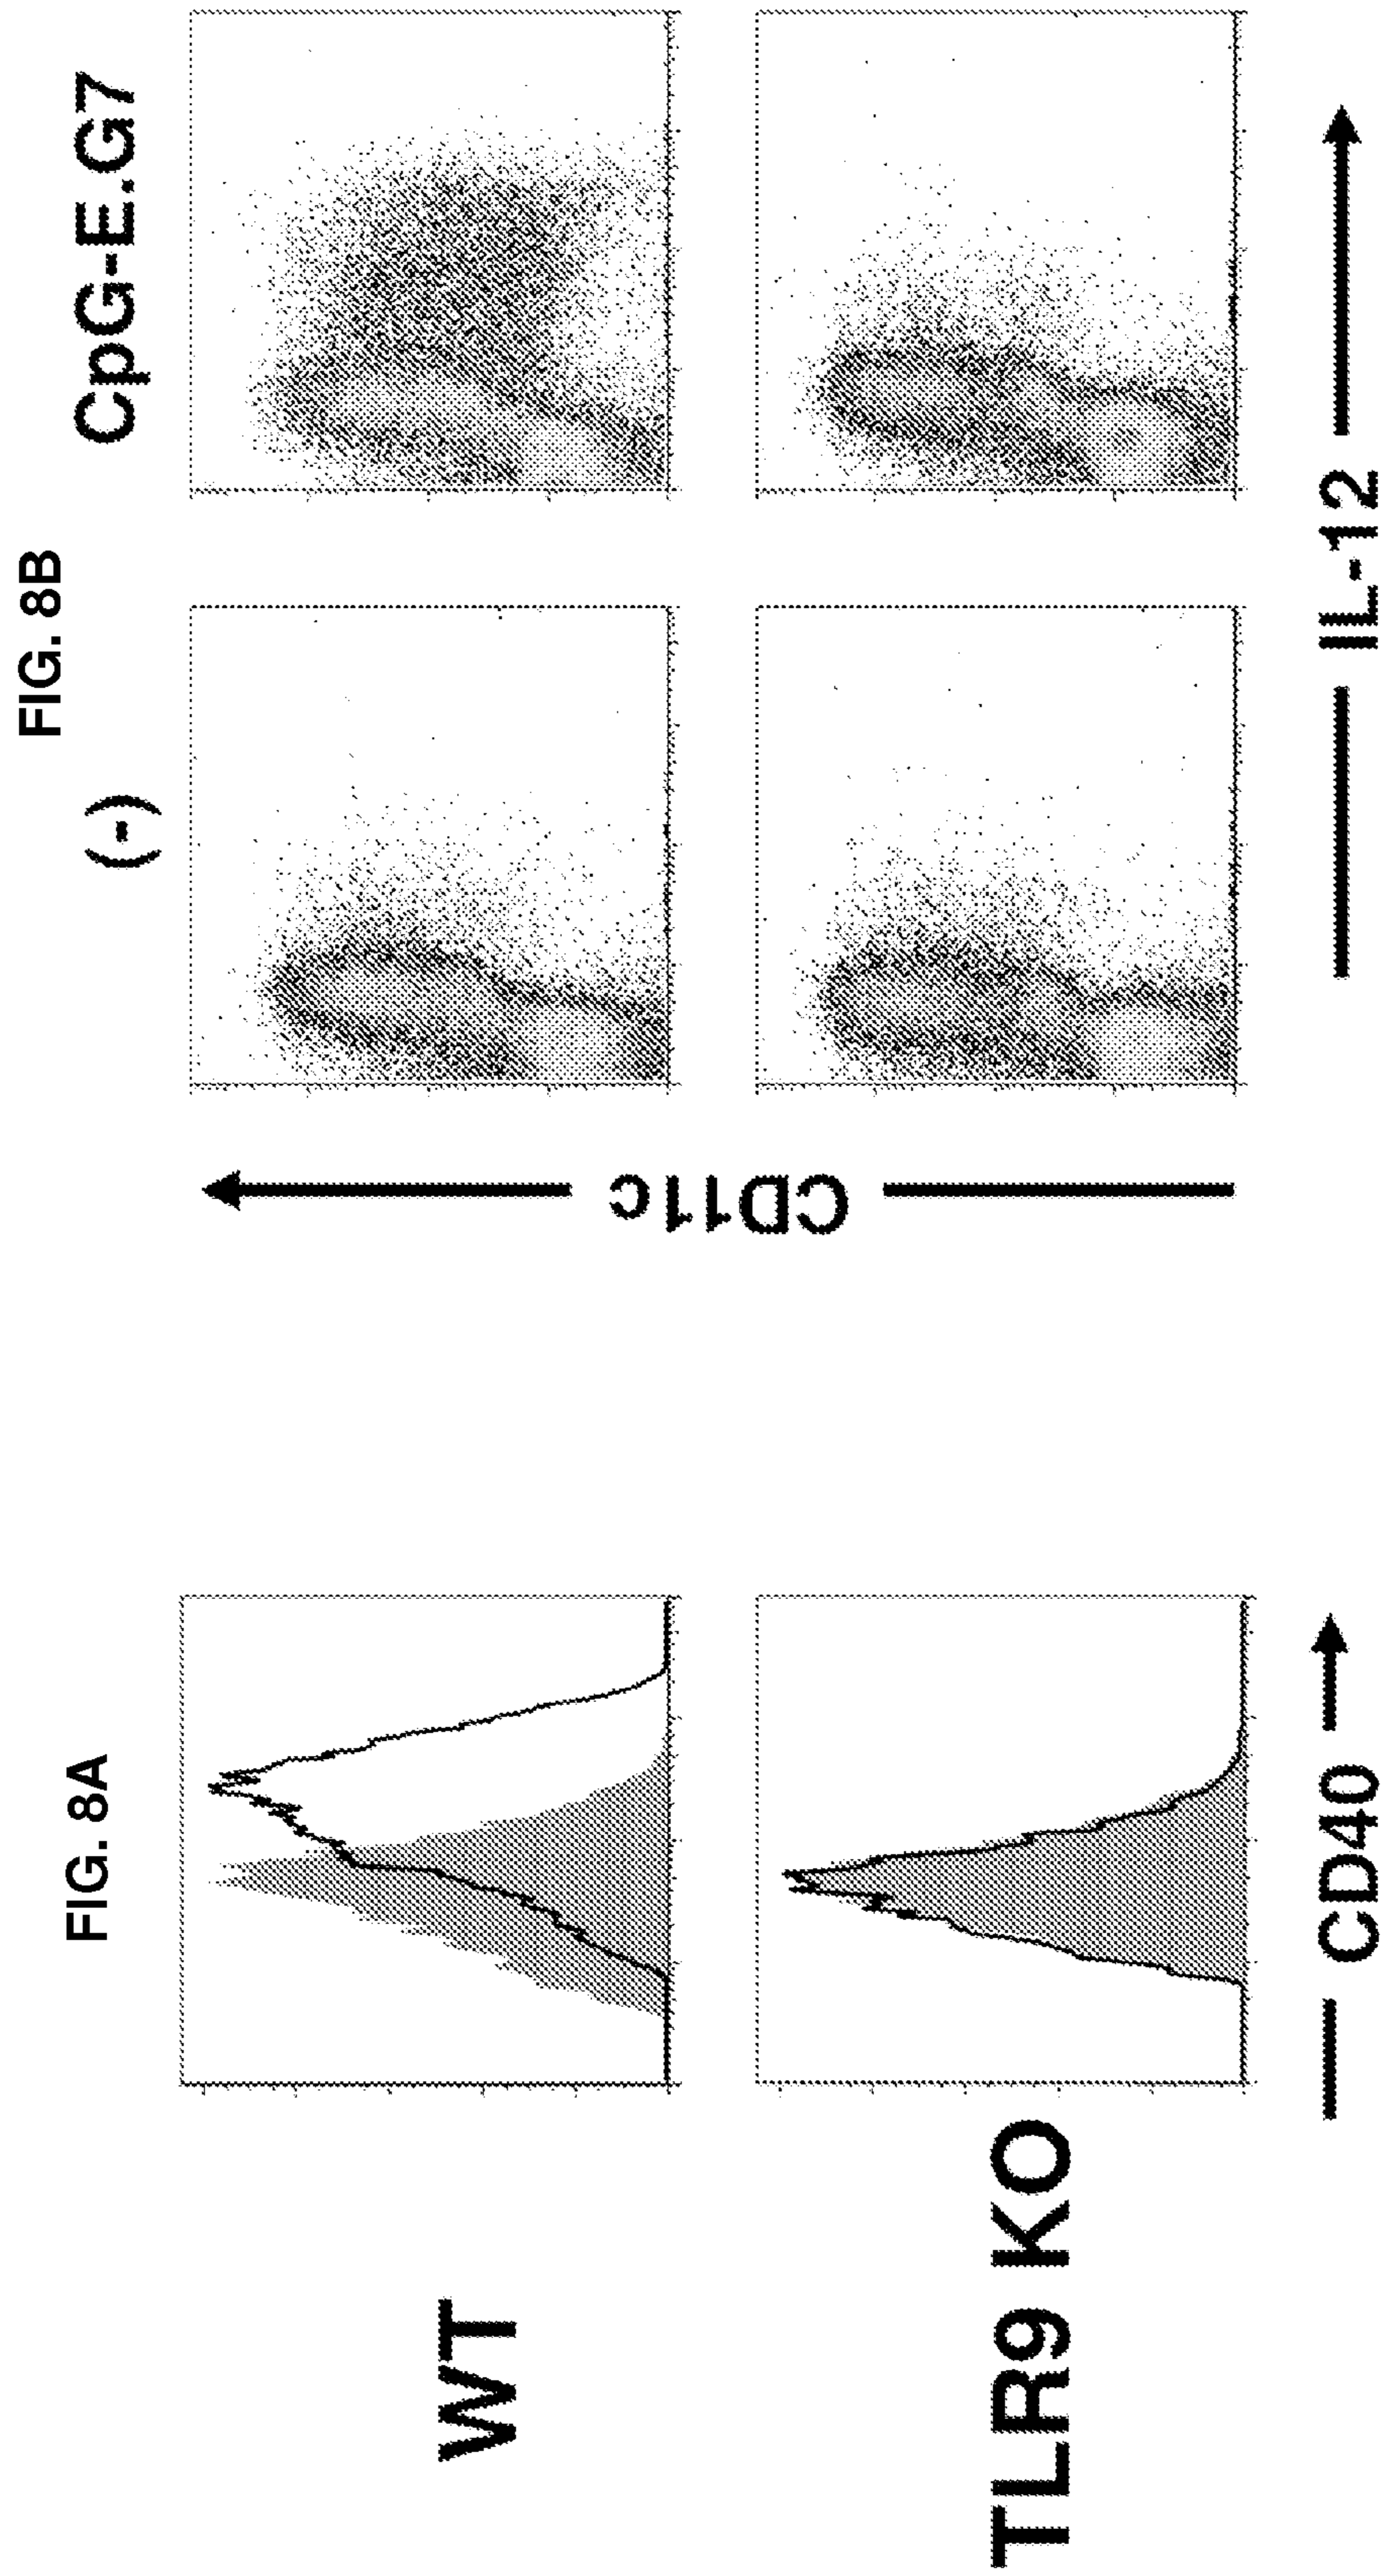 FIG. 8A
FIG. 8B
(-)
CpG-E.G7
WT
TLR9 KO
CD11c
CD40
IL-12